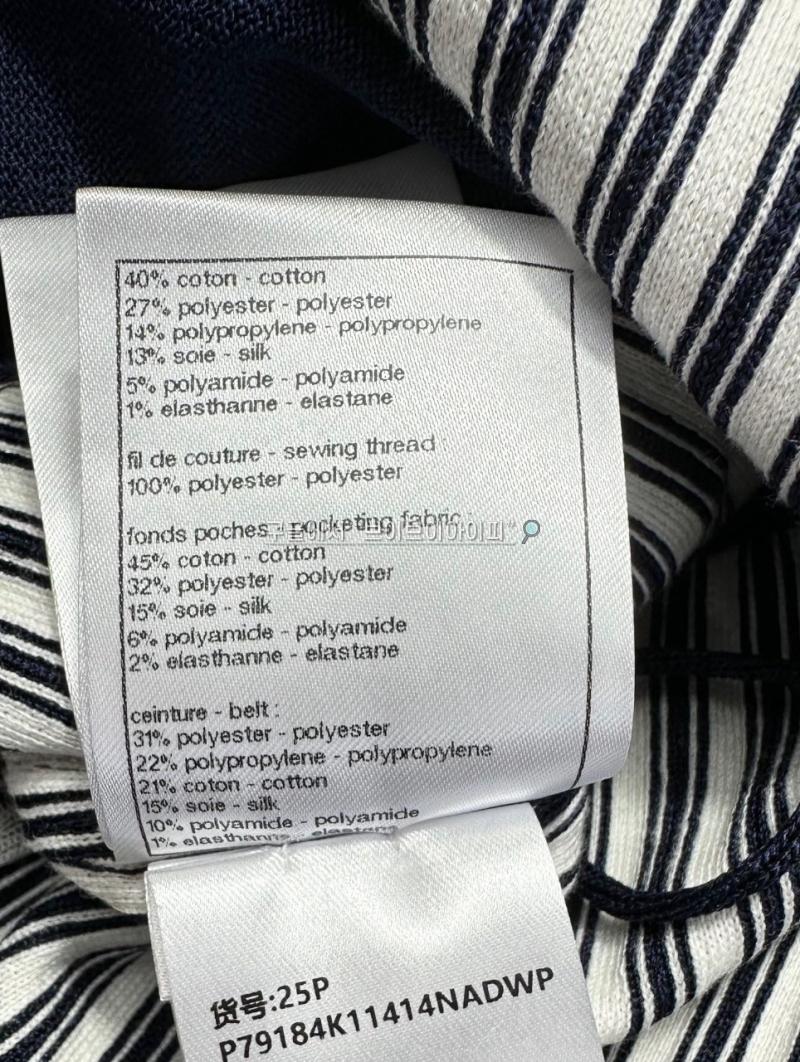 40% coton - cotton
27% polyester - polyester
14% polypropylene - polypropylene
13% soie - silk
5% polyamide - polyamide
1% elasthanne - elastane
fil de couture - sewing thread
100% polyester - polyester
fonds poches - pocketing fabric :
45% coton - cotton
32% polyester - polyester
15% soie - silk
6% polyamide - polyamide
2% elasthanne - elastane
ceinture - belt :
31% polyester - polyester
22% polypropylene - polypropylene
21% coton - cotton
15% soie - silk
10% polyamide - polyamide
1% elasthanne - elastane
货号:25P
P79184K11414NADWP